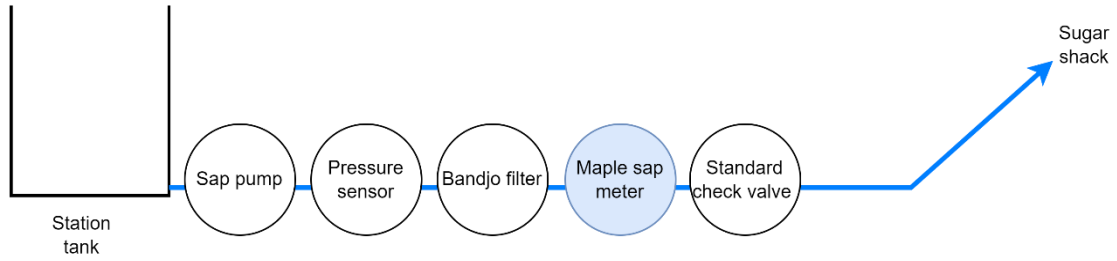 Station
tank
Sap pump
Pressure
sensor
Bandjo filter
Maple sap
meter
Standard
check valve
Sugar
shack